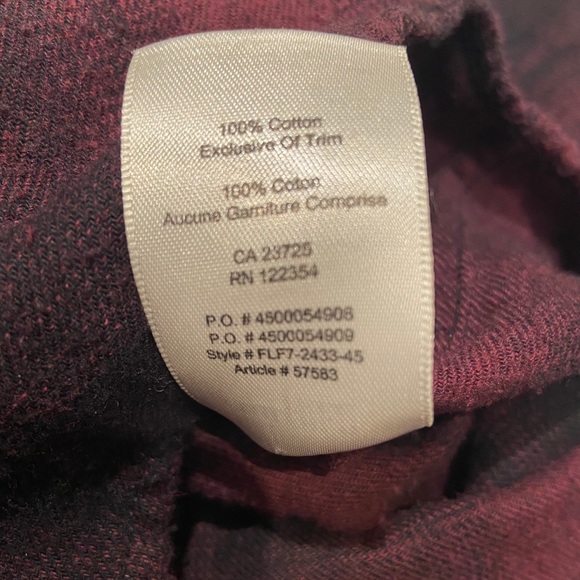 100% Cotton
Exclusive Of Trim
100% Coton
Aucune Garniture Comprise
CA 23725
RN 122354
P.O. # 4500054908
P.O. # 4500054909
Style # FLF7-2433-45
Article # 57583